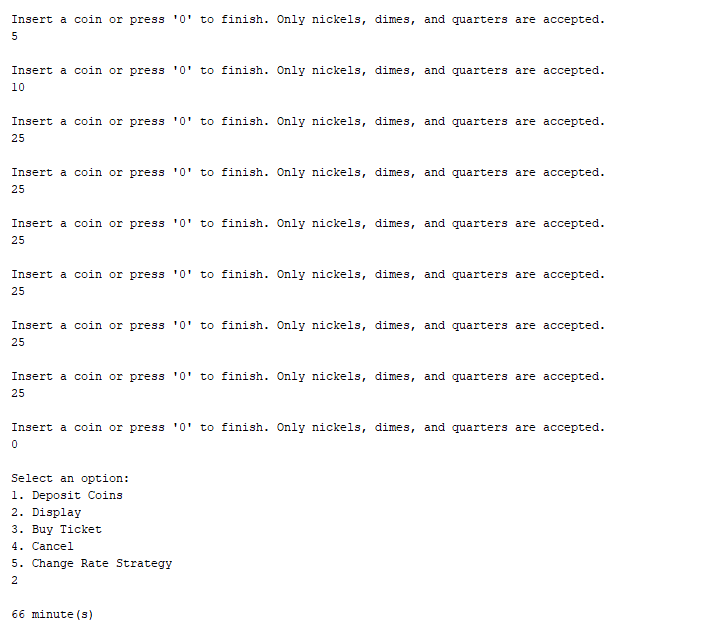 Insert a coin or press '0' to finish. Only nickels, dimes, and quarters are accepted.
5
Insert a coin or press '0' to finish. Only nickels, dimes, and quarters are accepted.
10
Insert a coin or press '0' to finish. Only nickels, dimes, and quarters are accepted.
25
Insert a coin or press '0' to finish. Only nickels, dimes, and quarters are accepted.
25
Insert a coin or press '0' to finish. Only nickels, dimes, and quarters are accepted.
25
Insert a coin or press '0' to finish. Only nickels, dimes, and quarters are accepted.
25
Insert a coin or press '0' to finish. Only nickels, dimes, and quarters are accepted.
25
Insert a coin or press '0' to finish. Only nickels, dimes, and quarters are accepted.
25
Insert a coin or press '0' to finish. Only nickels, dimes, and quarters are accepted.
0
Select an option:
1. Deposit Coins
2. Display
3. Buy Ticket
4. Cancel
5. Change Rate Strategy
2
66 minute(s)